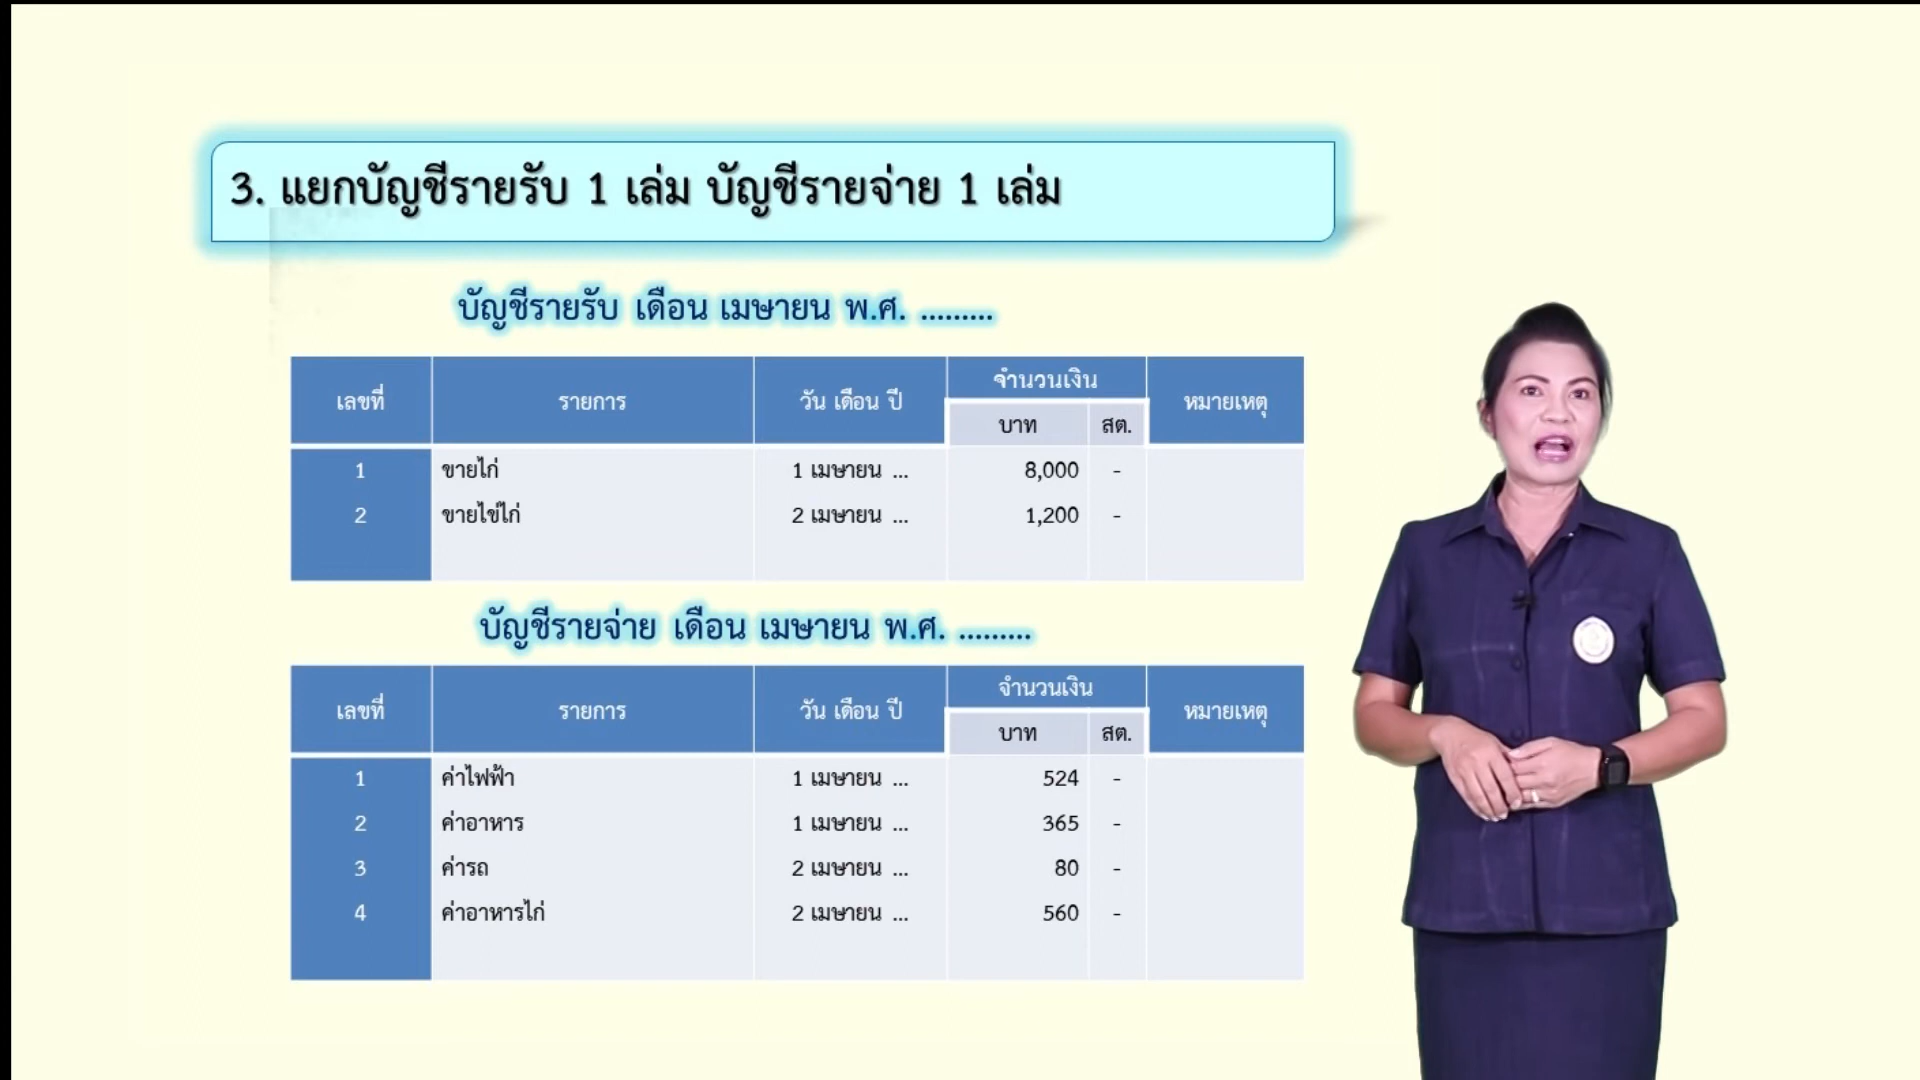 3. แยกบัญชีรายรับ 1 เล่ม บัญชีรายจ่าย 1 เล่ม
บัญชีรายรับ เดือน เมษายน พ.ศ. .........
เลขที่ รายการ วัน เดือน ปี จำนวนเงิน หมายเหตุ
บาท สต.
1 ขายไก่ 1 เมษายน ... 8,000 -
2 ขายไข่ไก่ 2 เมษายน ... 1,200 -
บัญชีรายจ่าย เดือน เมษายน พ.ศ. .........
เลขที่ รายการ วัน เดือน ปี จำนวนเงิน หมายเหตุ
บาท สต.
1 ค่าไฟฟ้า 1 เมษายน ... 524 -
2 ค่าอาหาร 1 เมษายน ... 365 -
3 ค่ารถ 2 เมษายน ... 80 -
4 ค่าอาหารไก่ 2 เมษายน ... 560 -